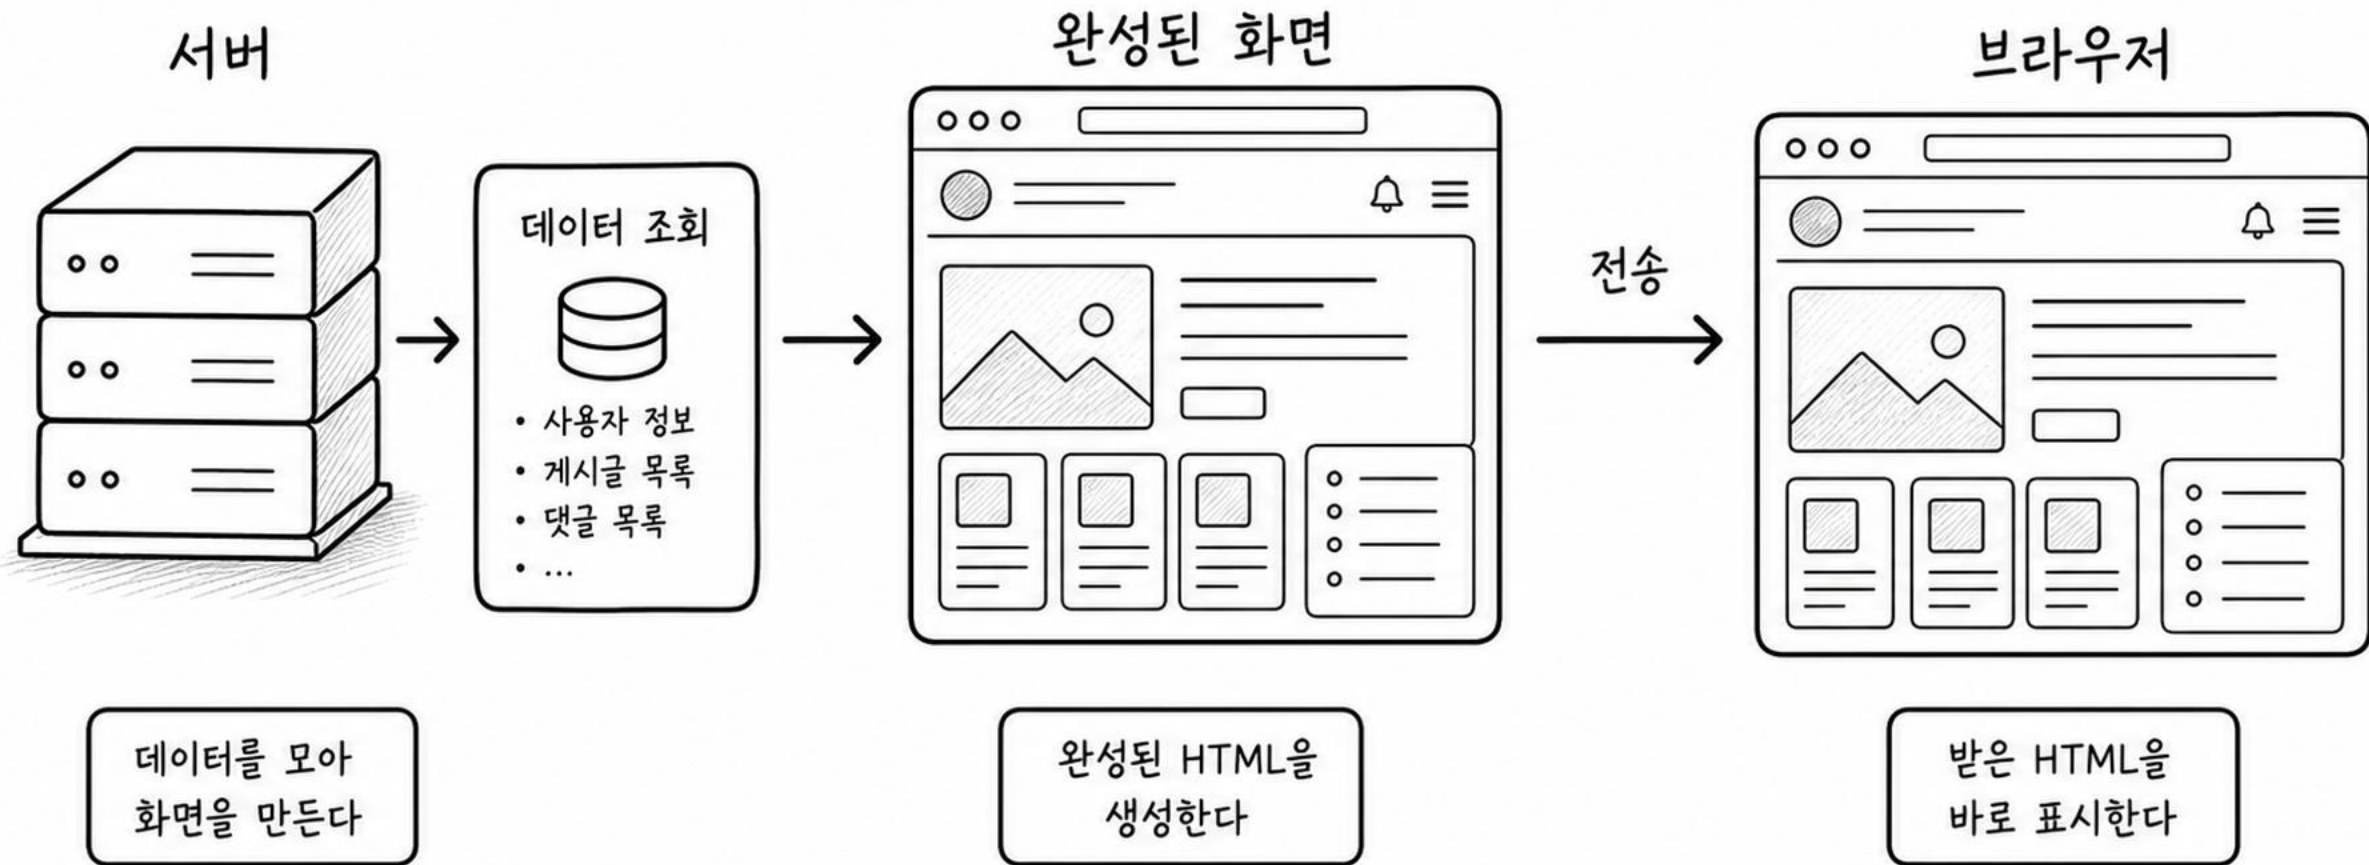 서버
데이터 조회
• 사용자 정보
• 게시글 목록
• 댓글 목록
• ...
완성된 화면
전송
브라우저
데이터를 모아
화면을 만든다
완성된 HTML을
생성한다
받은 HTML을
바로 표시한다